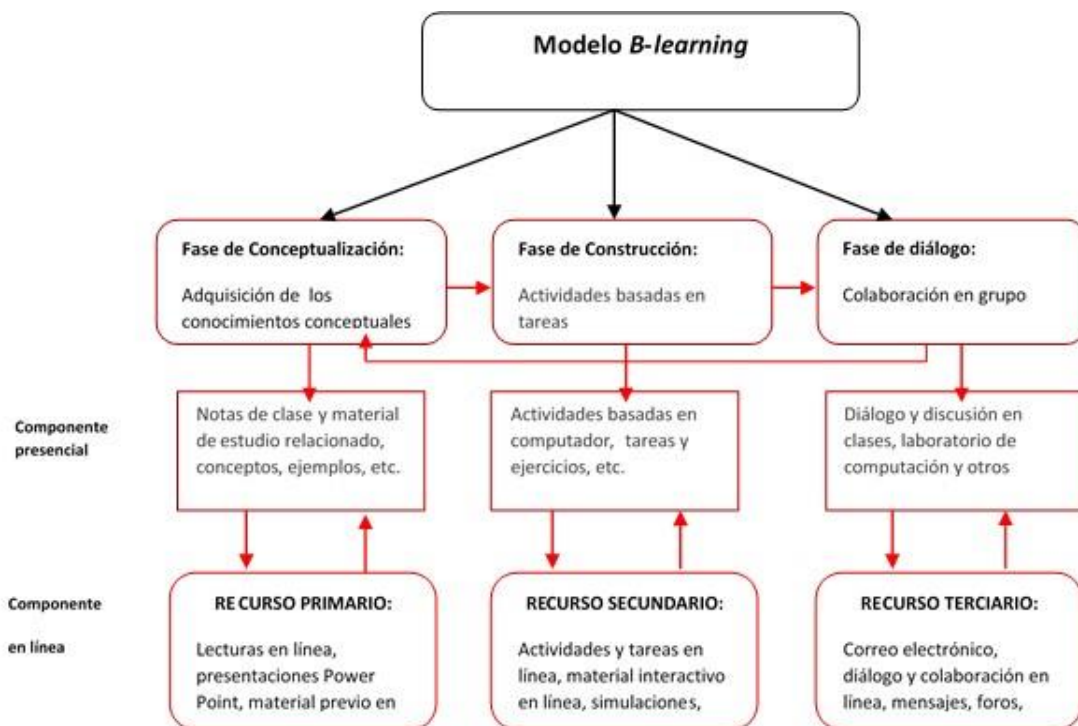 Modelo B-learning
Fase de Conceptualización:
Adquisición de los
conocimientos conceptuales
Fase de Construcción:
Actividades basadas en
tareas
Fase de diálogo:
Colaboración en grupo
Componente
presencial
Notas de clase y material
de estudio relacionado,
conceptos, ejemplos, etc.
Actividades basadas en
computador, tareas y
ejercicios, etc.
Diálogo y discusión en
clases, laboratorio de
computación y otros
Componente
en línea
RECURSO PRIMARIO:
Lecturas en línea,
presentaciones Power
Point, material previo en
RECURSO SECUNDARIO:
Actividades y tareas en
línea, material interactivo
en línea, simulaciones,
RECURSO TERCIARIO:
Correo electrónico,
diálogo y colaboración en
línea, mensajes, foros,